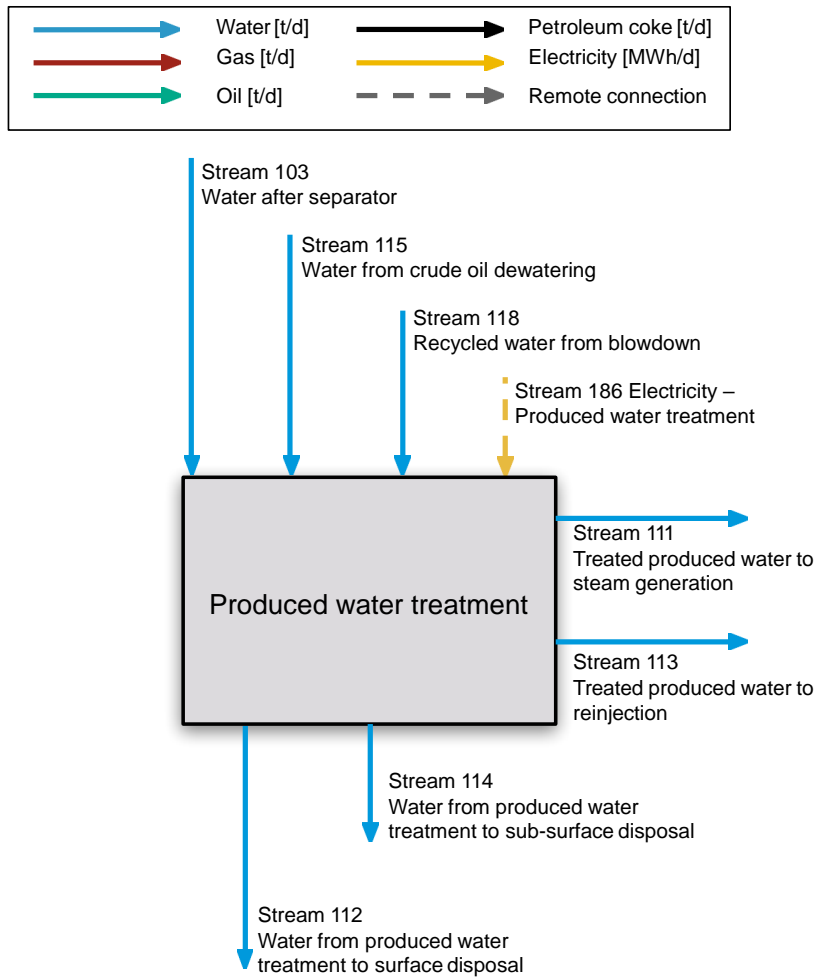 Water [t/d]
Petroleum coke [t/d]
Gas [t/d]
Electricity [MWh/d]
Oil [t/d]
Remote connection
Stream 103
Water after separator
Stream 115
Water from crude oil dewatering
Stream 118
Recycled water from blowdown
Stream 186 Electricity –
Produced water treatment
Produced water treatment
Stream 111
Treated produced water to
steam generation
Stream 113
Treated produced water to
reinjection
Stream 114
Water from produced water
treatment to sub-surface disposal
Stream 112
Water from produced water
treatment to surface disposal